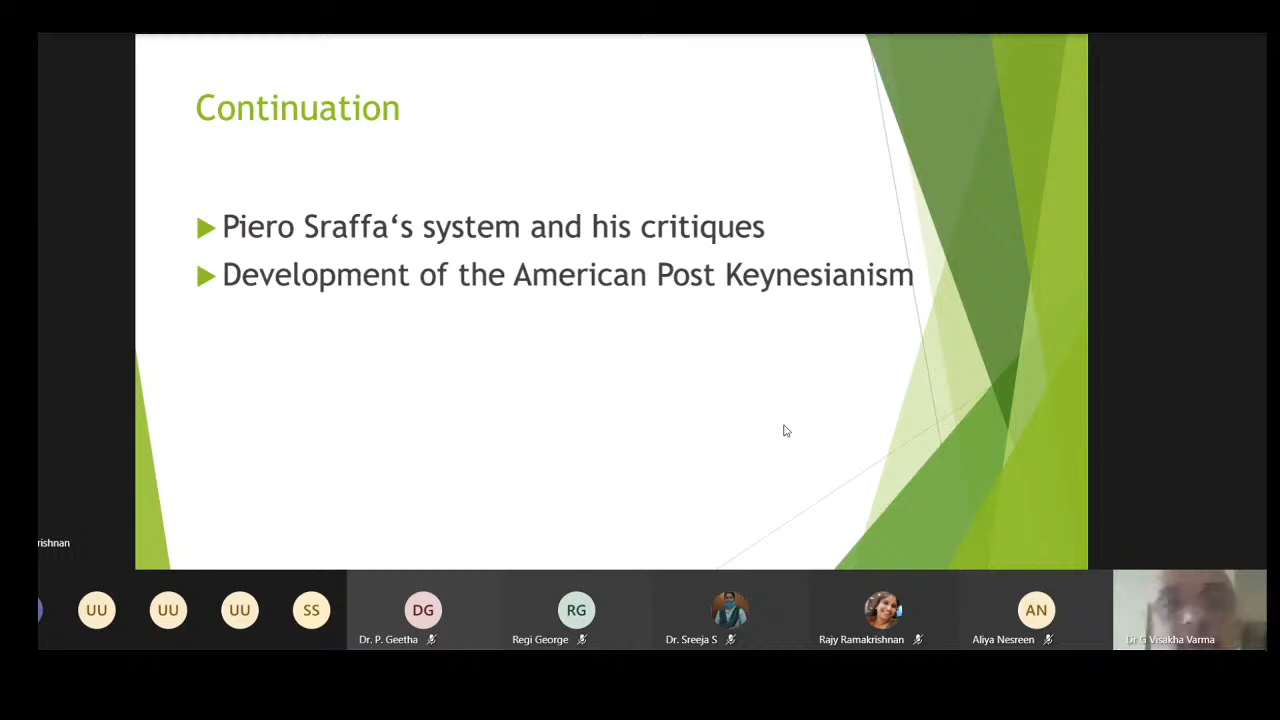 Continuation
Piero Sraffa‘s system and his critiques
Development of the American Post Keynesianism
rishnan
UU UU UU SS DG RG AN
Dr. P. Geetha Regi George Dr. Sreeja S Rajy Ramakrishnan Aliya Nesreen Dr G Visakha Varma